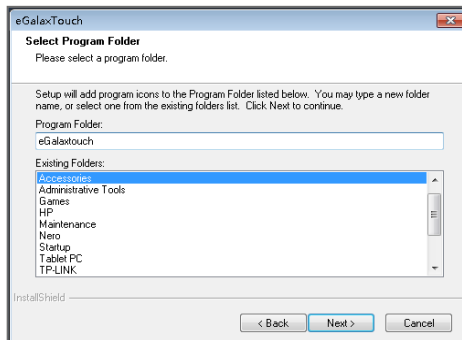 eGalaxTouch
Select Program Folder
Please select a program folder.
Setup will add program icons to the Program Folder listed below. You may type a new folder
name, or select one from the existing folders list. Click Next to continue.
Program Folder:
eGalaxtouch
Existing Folders:
Accessories
Administrative Tools
Games
HP
Maintenance
Nero
Startup
Tablet PC
TP-LINK
InstallShield
< Back Next > Cancel